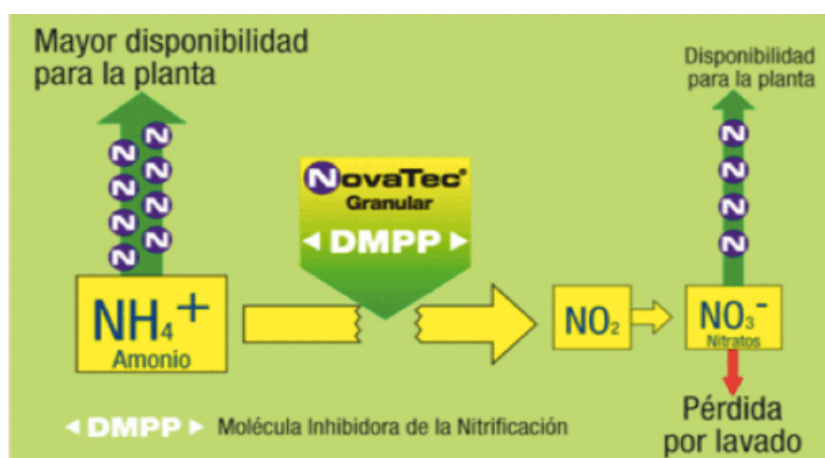 Mayor disponibilidad
para la planta
Disponibilidad
para la planta
N
N
N
N
N
N
N
N
N
N
N
NovaTec®
Granular
DMPP
NH₄⁺
Amonio
NO₂
NO₃⁻
Nitratos
DMPP Molécula Inhibidora de la Nitrificación
Pérdida
por lavado